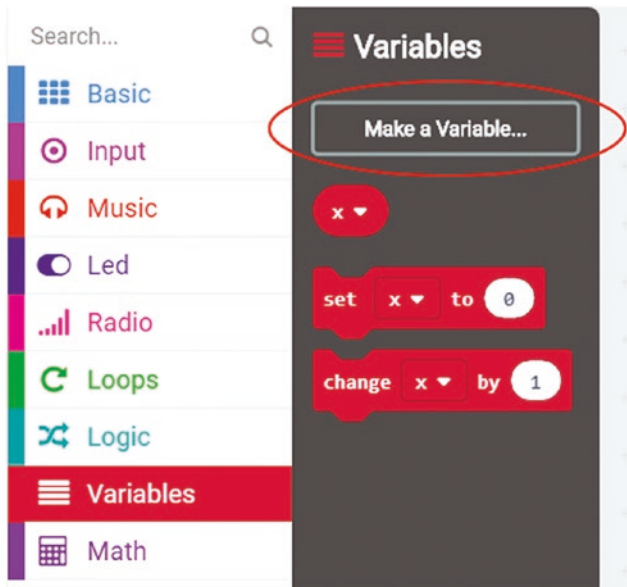 Search...
Basic
Input
Music
Led
Radio
Loops
Logic
Variables
Math
Variables
Make a Variable...
x
set x to 0
change x by 1